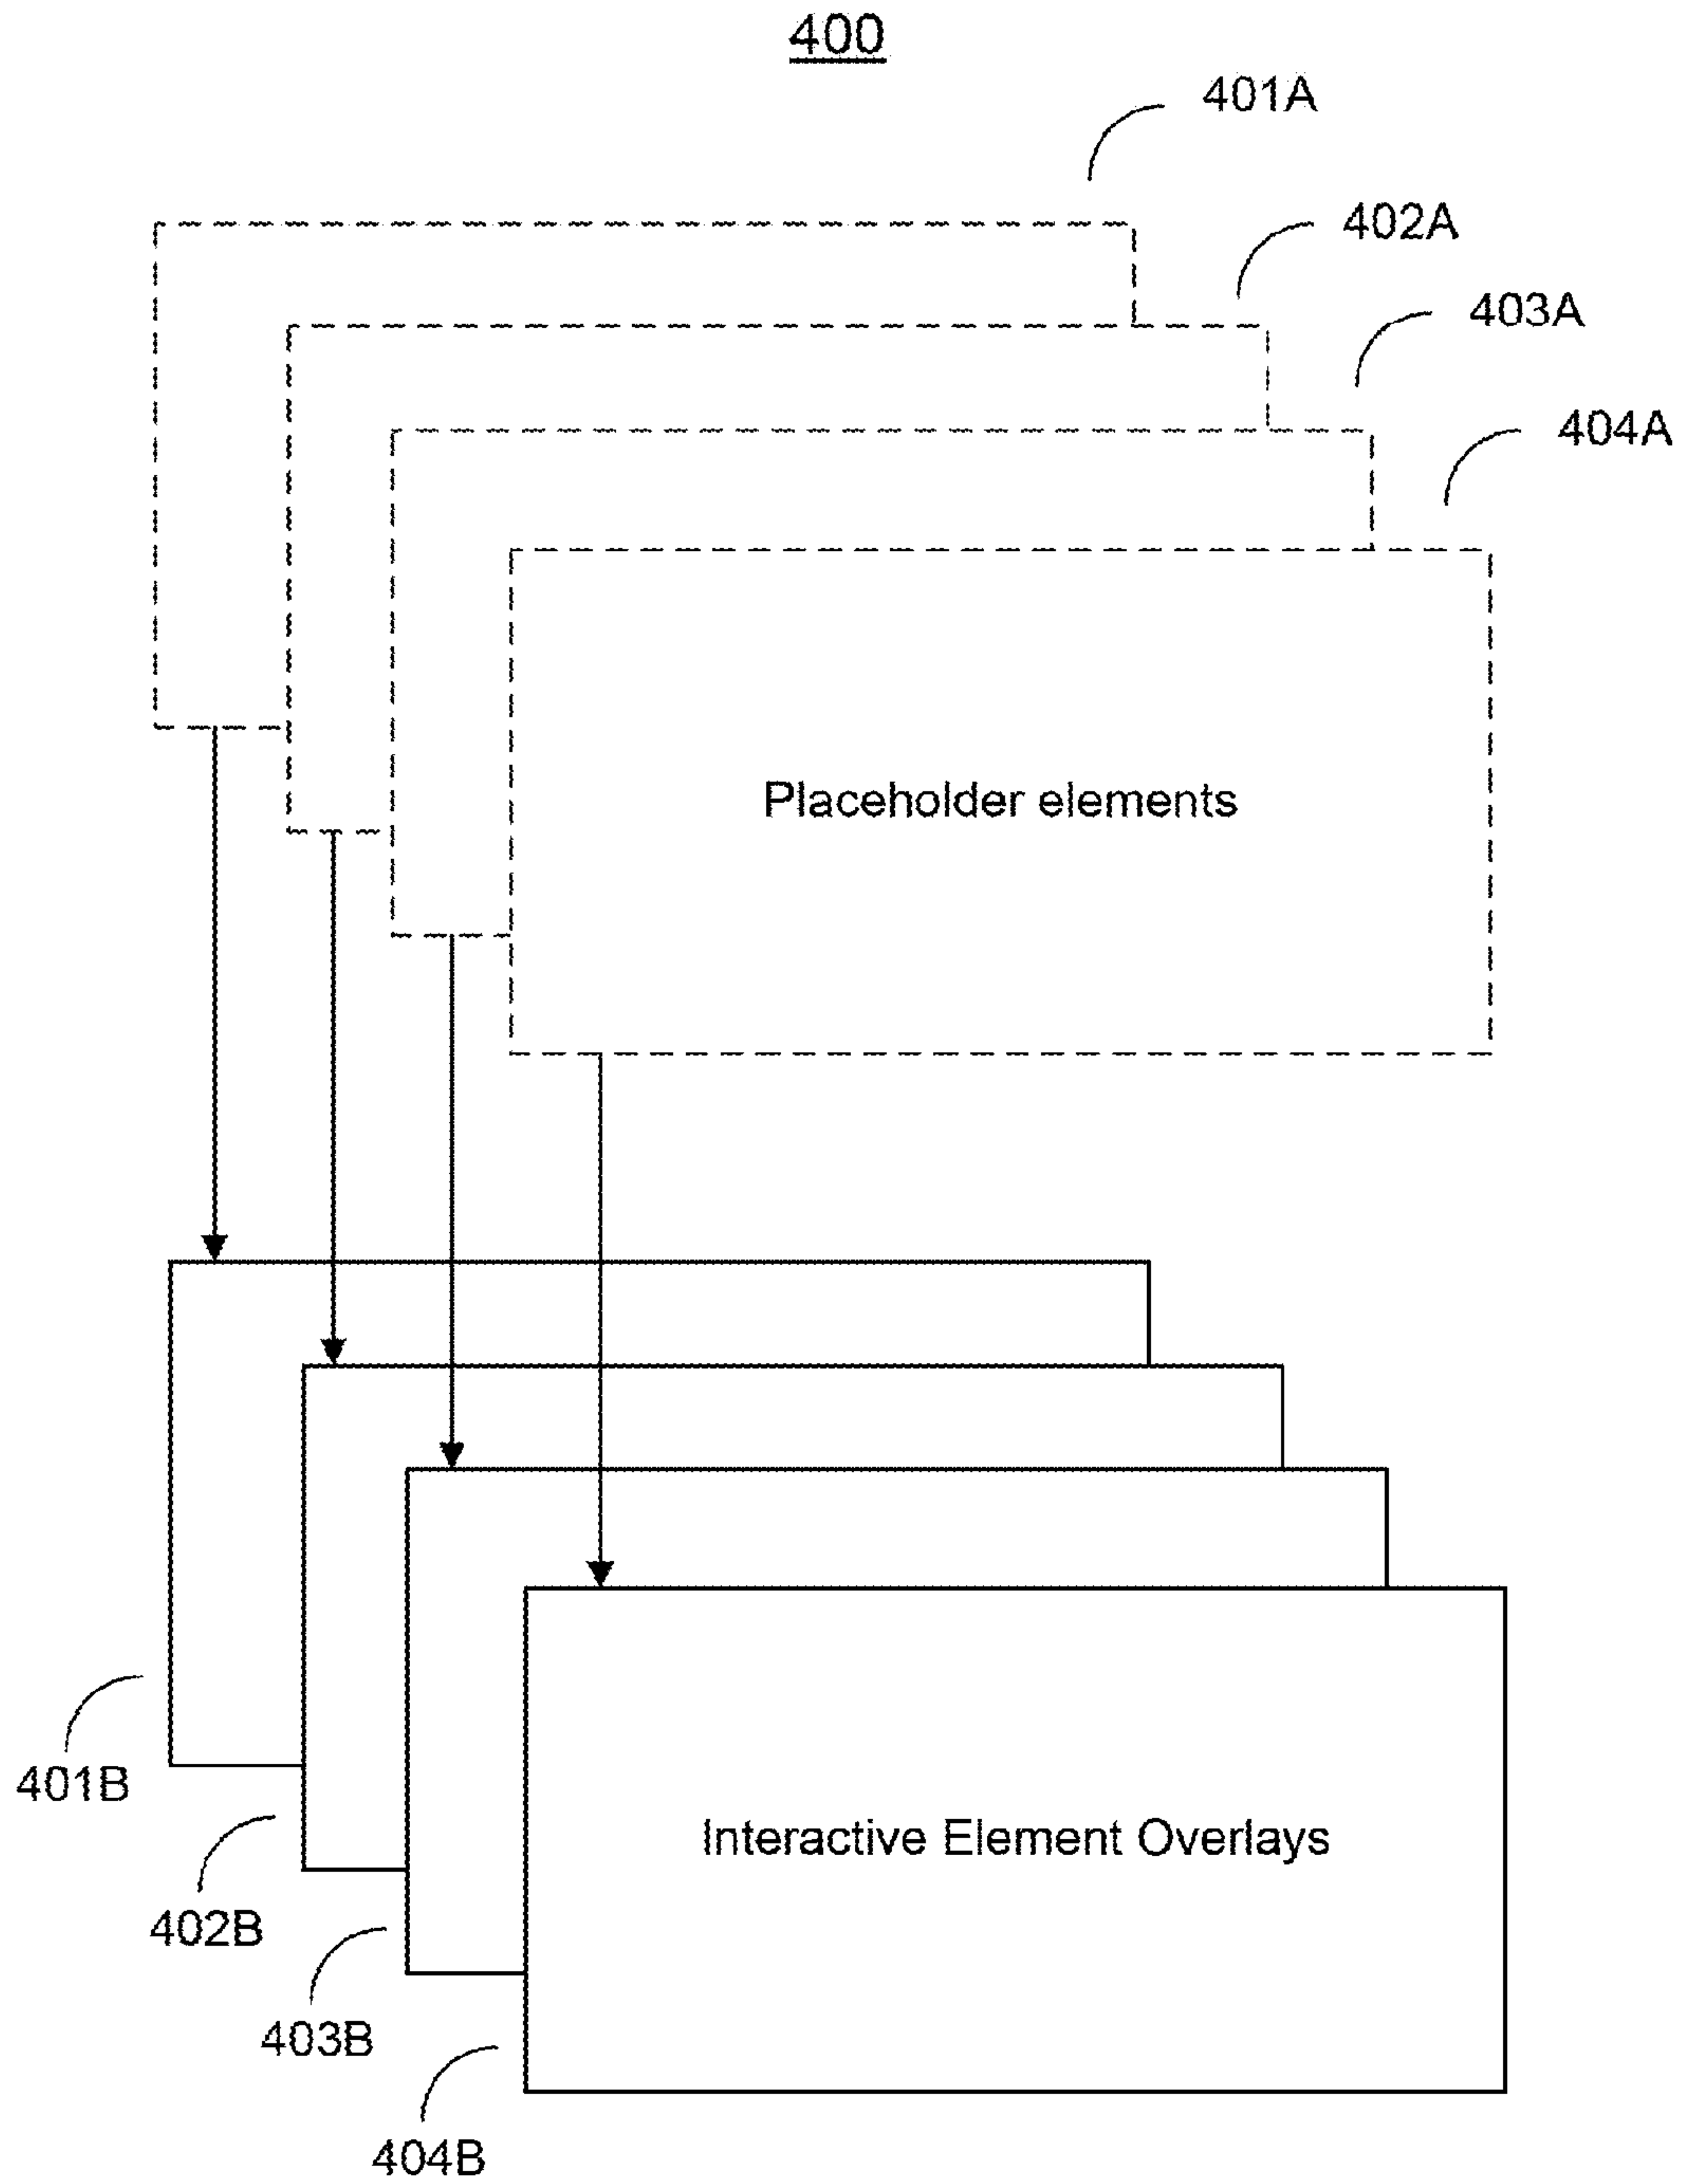 400
401A
402A
403A
404A
Placeholder elements
401B
Interactive Element Overlays
402B
403B
404B